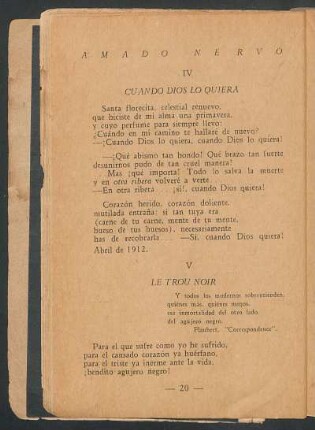 AMADO NERVO
IV
CUANDO DIOS LO QUIERA
Santa florecita, celestial renuevo,
que hiciste de mi alma una primavera,
y cuyo perfume para siempre llevo:
¿Cuándo en mi camino te hallaré de nuevo?
—¡Cuando Dios lo quiera, cuando Dios lo quiera!
—¡Qué abismo tan hondo! Qué brazo tan fuerte
desunirnos pudo de tan cruel manera!
Mas ¡qué importa! Todo lo salva la muerte
y en otra ribera volveré a verte.
—En otra ribera... ¡sí!, cuando Dios quiera!
Corazón herido, corazón doliente,
mutilada entraña: si tan tuya era
(carne de tu carne, mente de tu mente,
hueso de tus huesos), necesariamente
has de recobrarla. —Sí, cuando Dios quiera!
Abril de 1912.
V
LE TROU NOIR
Y todos los tenderos sobreentienden,
quienes más, quienes menos,
una inmortalidad del otro lado
del agujero negro.
Flaubert. "Correspondance".
Para el que sufre como yo he sufrido,
para el cansado corazón ya huérfano,
para el triste ya inerme ante la vida,
¡bendito agujero negro!
— 20 —